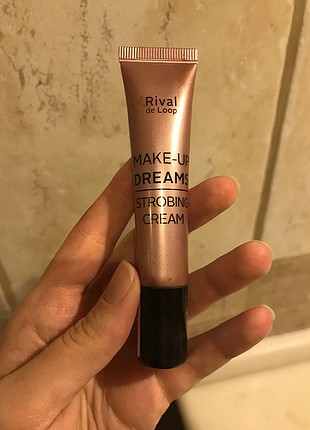 Rival
de Loop
MAKE-UP
DREAMS
STROBING
CREAM